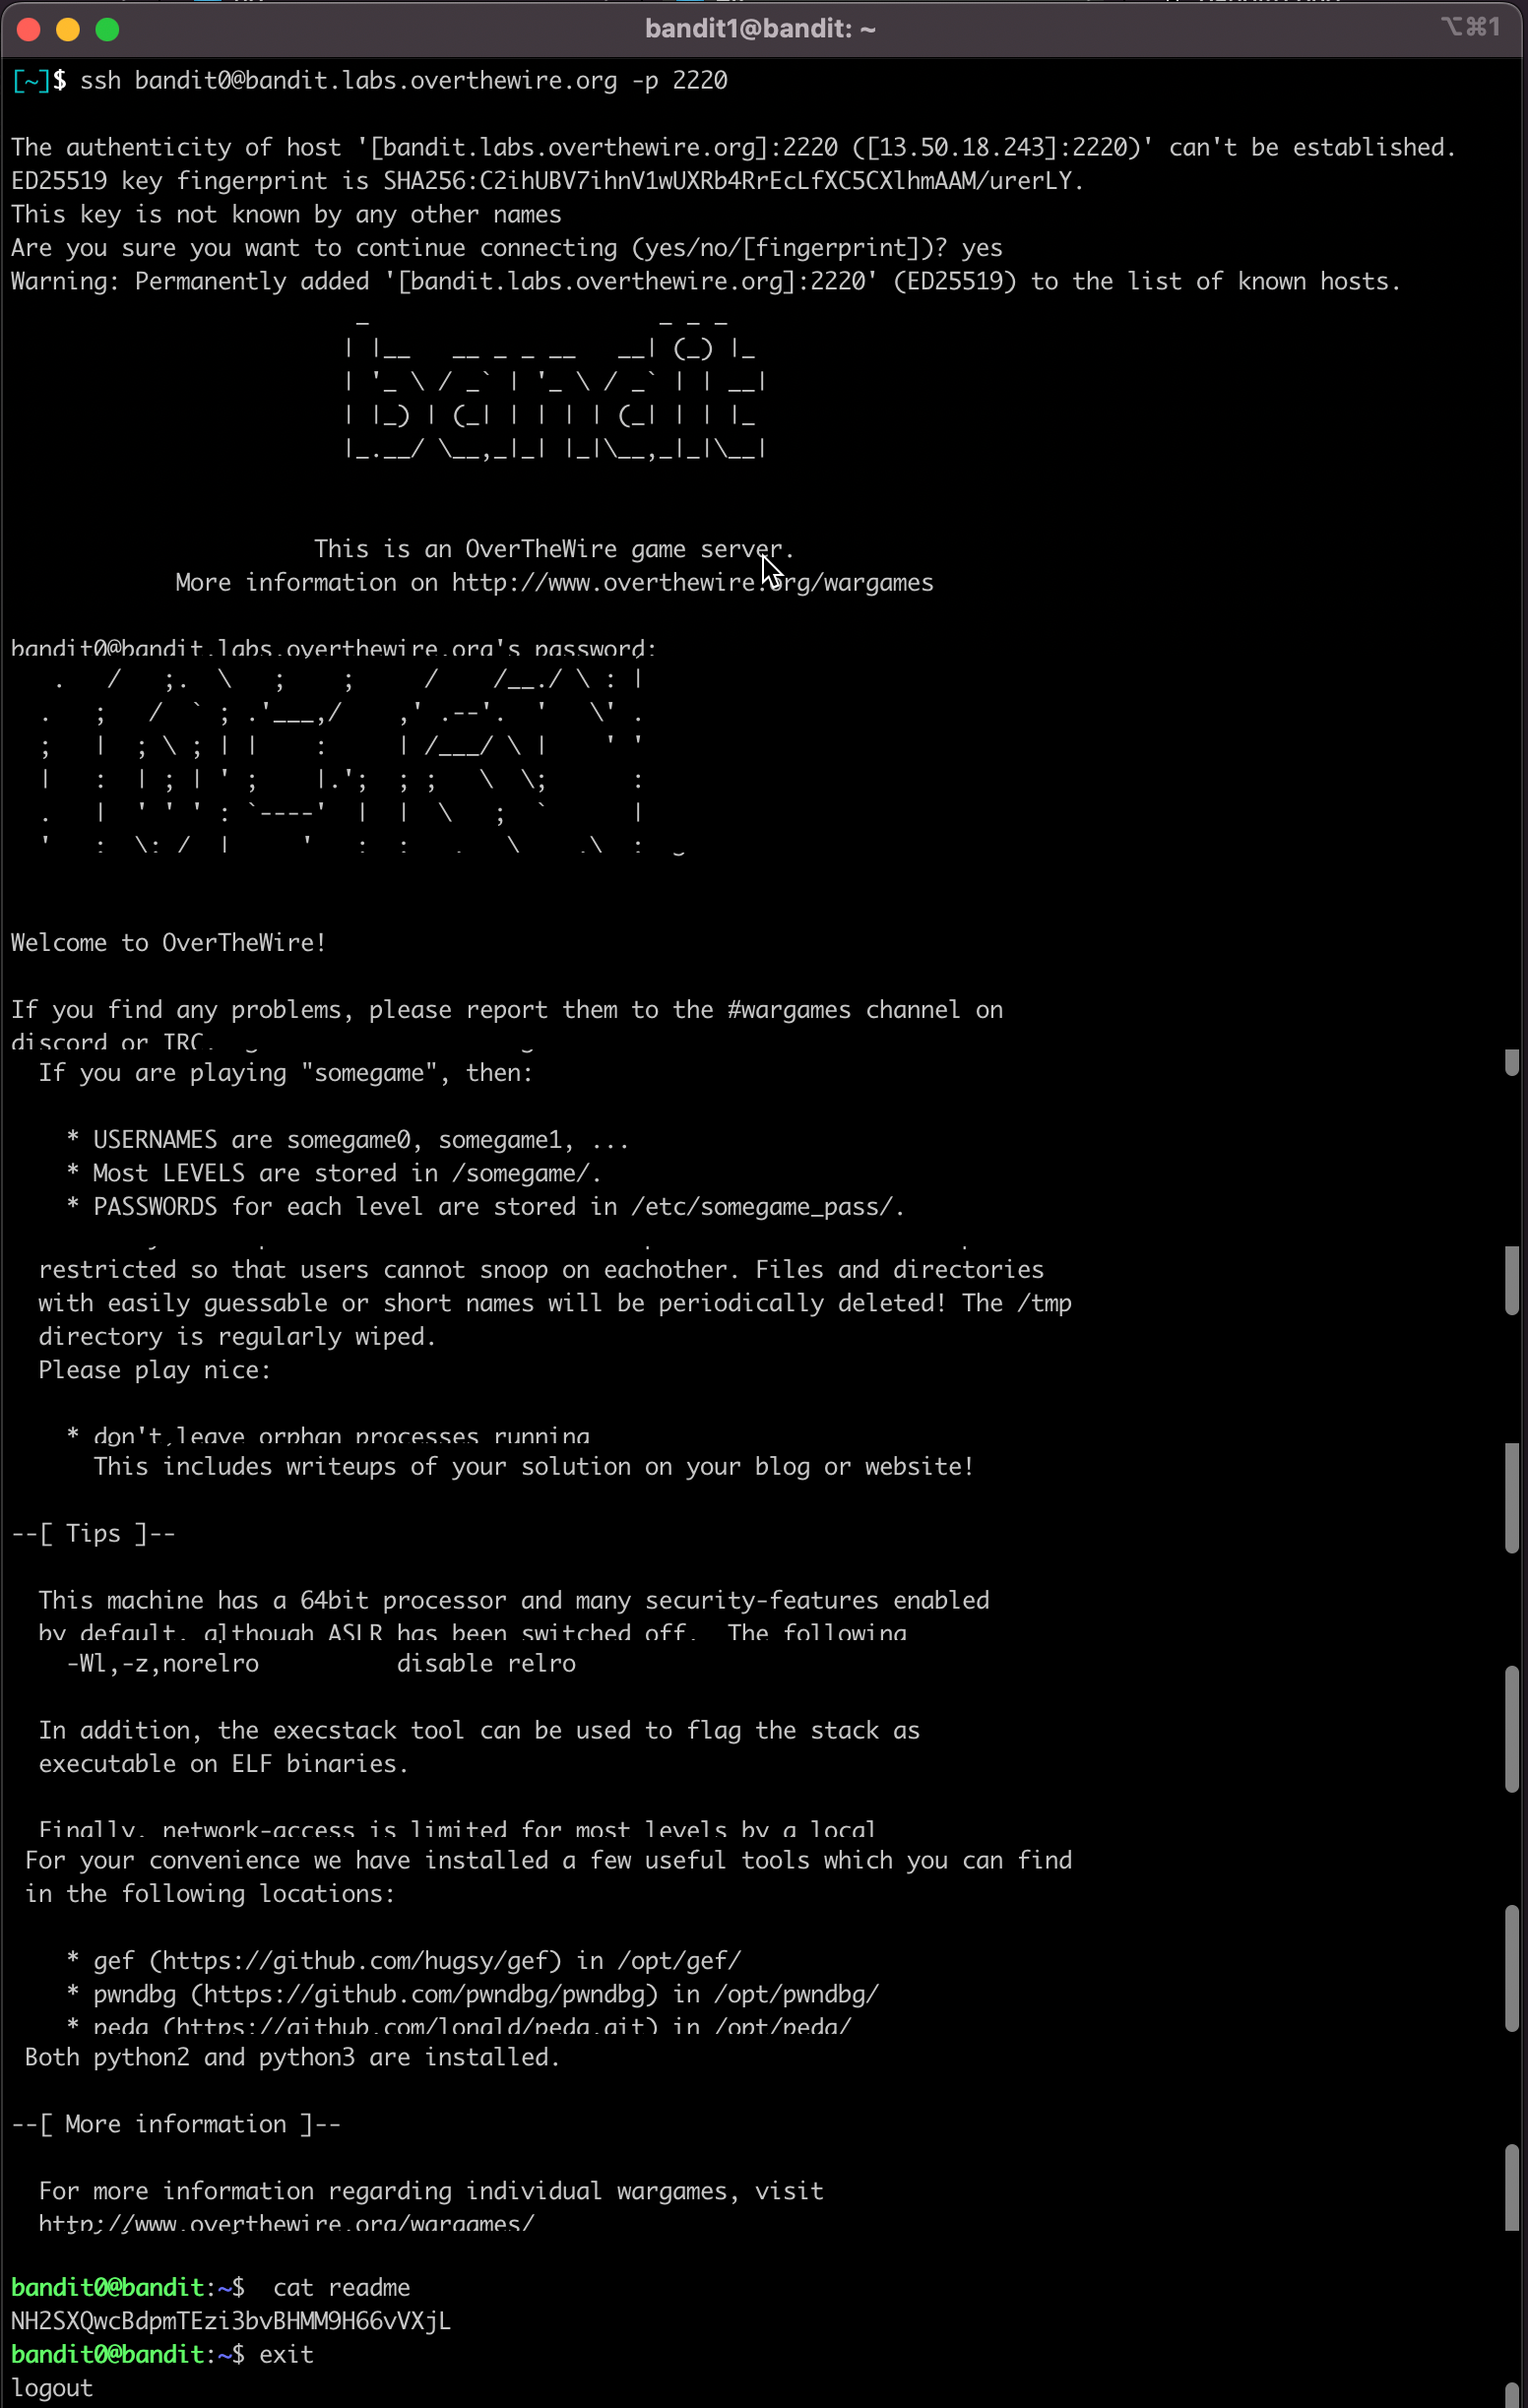 bandit1@bandit: ~
⌥⌘1
[~]$ ssh bandit0@bandit.labs.overthewire.org -p 2220
The authenticity of host '[bandit.labs.overthewire.org]:2220 ([13.50.18.243]:2220)' can't be established.
ED25519 key fingerprint is SHA256:C2ihUBV7ihnV1wUXRb4RrEcLfXC5CXlhmAAM/urerLY.
This key is not known by any other names
Are you sure you want to continue connecting (yes/no/[fingerprint])? yes
Warning: Permanently added '[bandit.labs.overthewire.org]:2220' (ED25519) to the list of known hosts.
bandit
This is an OverTheWire game server.
More information on http://www.overthewire.org/wargames
bandit0@bandit.labs.overthewire.org's password:
Welcome to OverTheWire!
If you find any problems, please report them to the #wargames channel on
discord or IRC.
If you are playing "somegame", then:
* USERNAMES are somegame0, somegame1, ...
* Most LEVELS are stored in /somegame/.
* PASSWORDS for each level are stored in /etc/somegame_pass/.
restricted so that users cannot snoop on eachother. Files and directories
with easily guessable or short names will be periodically deleted! The /tmp
directory is regularly wiped.
Please play nice:
* don't leave orphan processes running
This includes writeups of your solution on your blog or website!
--[ Tips ]--
This machine has a 64bit processor and many security-features enabled
by default, although ASLR has been switched off.  The following
-Wl,-z,norelro          disable relro
In addition, the execstack tool can be used to flag the stack as
executable on ELF binaries.
Finally, network-access is limited for most levels by a local
For your convenience we have installed a few useful tools which you can find
in the following locations:
* gef (https://github.com/hugsy/gef) in /opt/gef/
* pwndbg (https://github.com/pwndbg/pwndbg) in /opt/pwndbg/
* peda (https://github.com/longld/peda.git) in /opt/peda/
Both python2 and python3 are installed.
--[ More information ]--
For more information regarding individual wargames, visit
http://www.overthewire.org/wargames/
bandit0@bandit:~$  cat readme
NH2SXQwcBdpmTEzi3bvBHMM9H66vVXjL
bandit0@bandit:~$ exit
logout